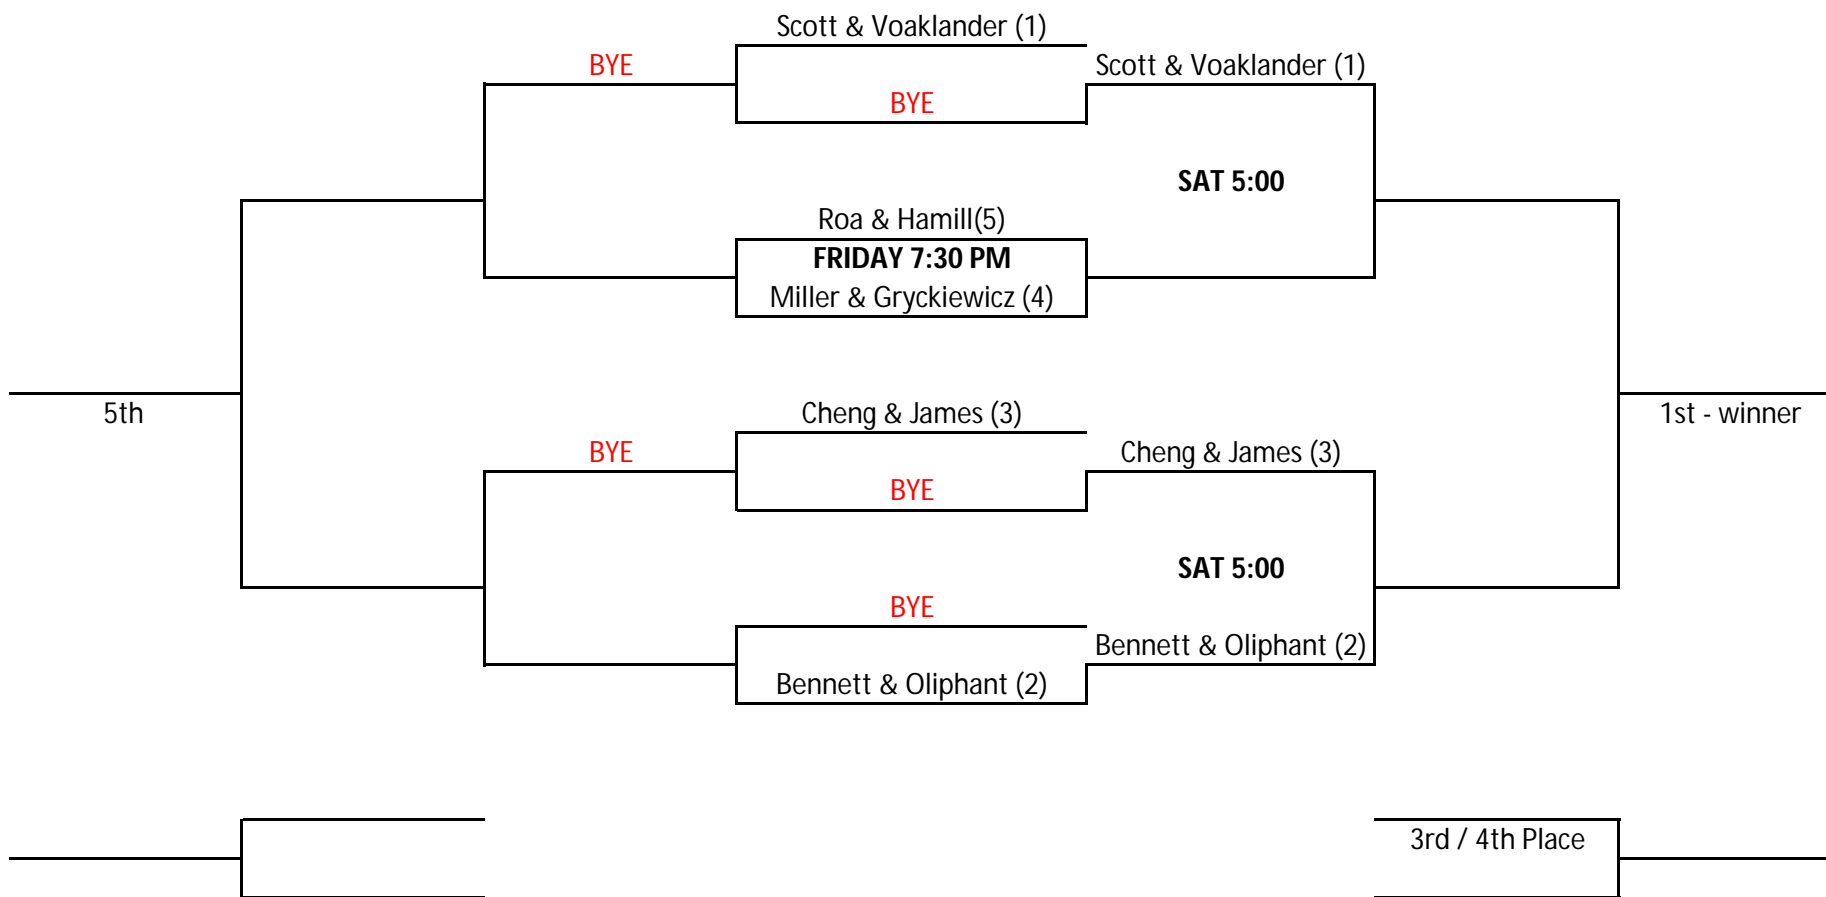 Scott & Voaklander (1)
BYE
Scott & Voaklander (1)
BYE
SAT 5:00
Roa & Hamill(5)
FRIDAY 7:30 PM
Miller & Gryckiewicz (4)
5th
Cheng & James (3)
1st - winner
BYE
Cheng & James (3)
BYE
SAT 5:00
BYE
Bennett & Oliphant (2)
Bennett & Oliphant (2)
3rd / 4th Place